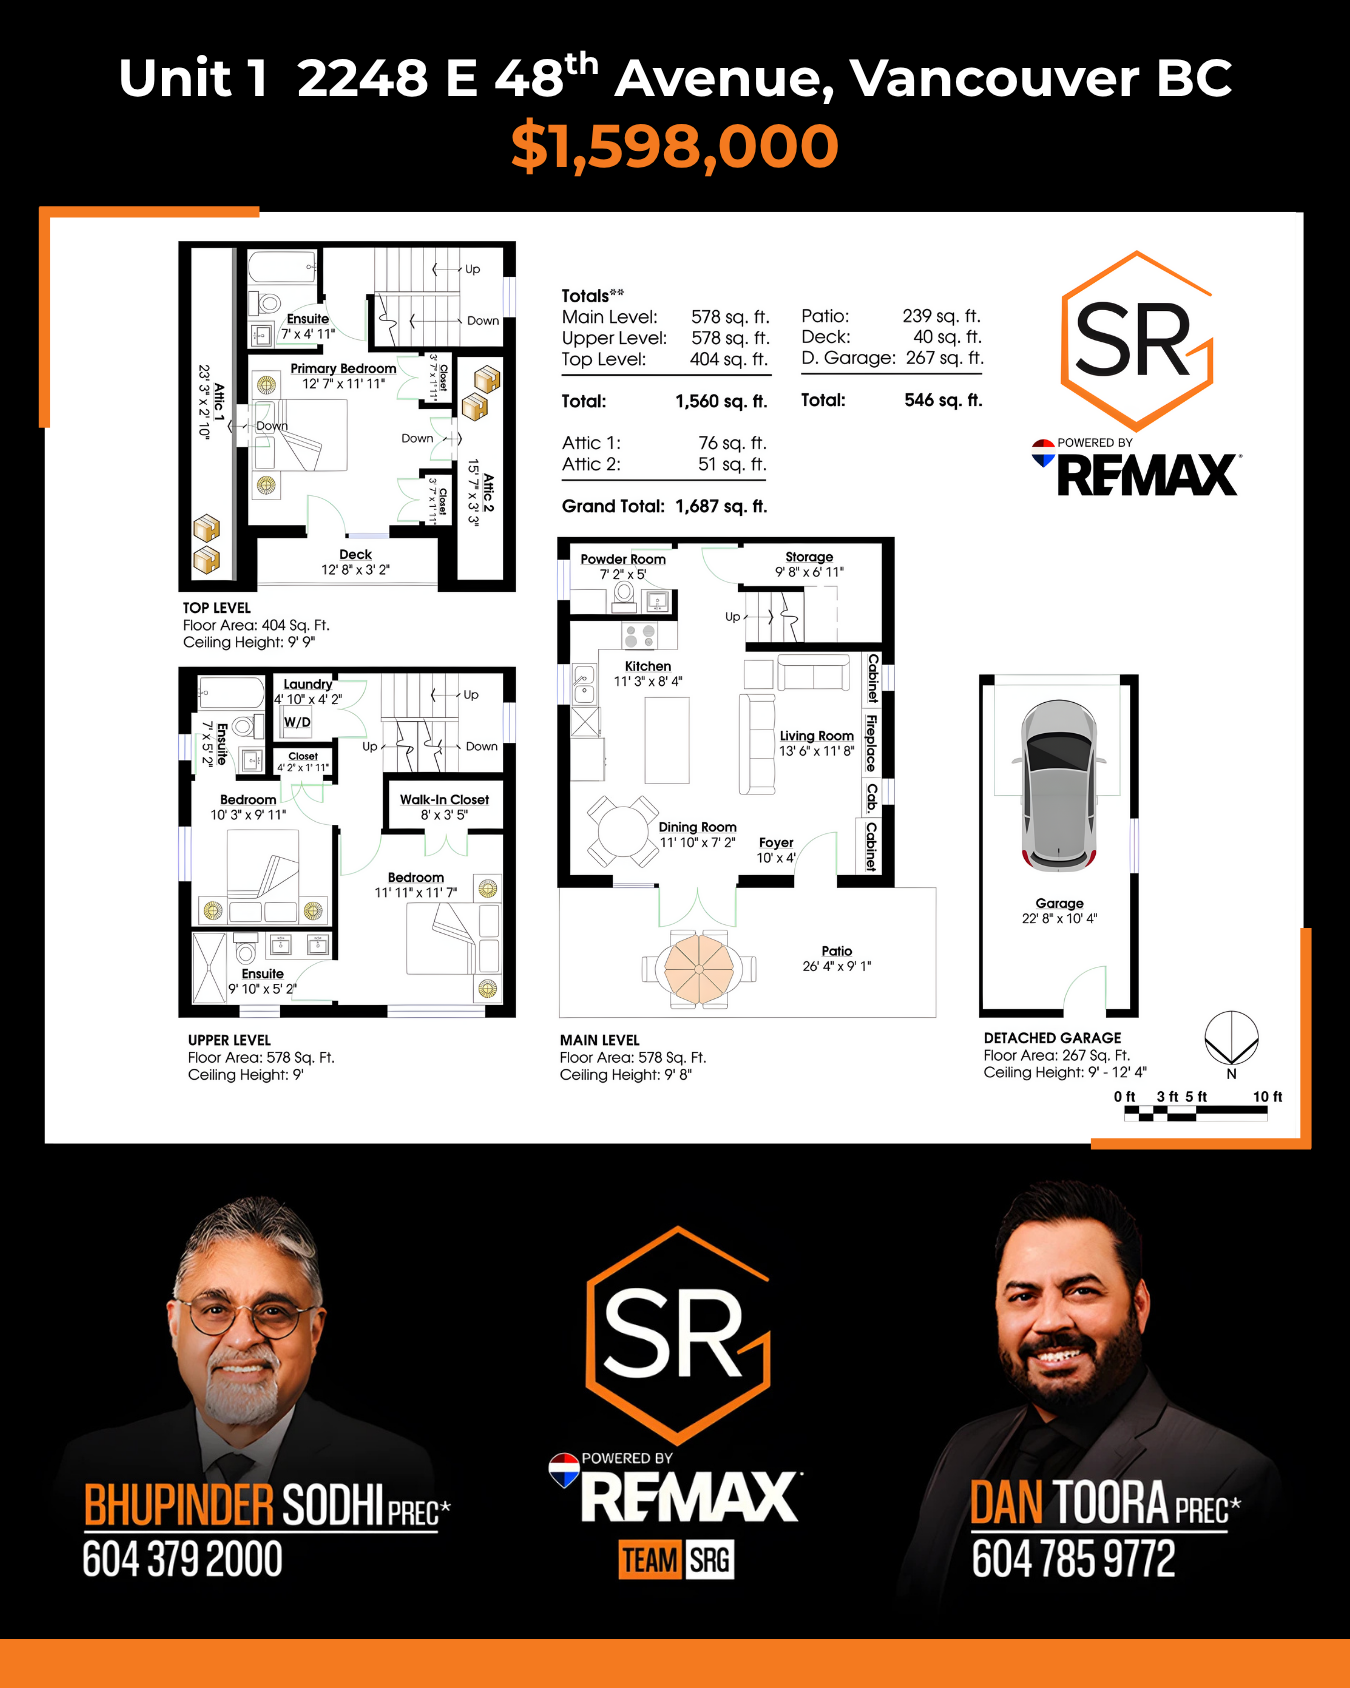 Unit 1 2248 E 48th Avenue, Vancouver BC
$1,598,000
Up
Down
Ensuite
7' x 4' 11"
Primary Bedroom
12' 7" x 11' 11"
Closet
3' 7" x 1' 11"
Attic 1
23' 3" x 2' 10"
Down
Down
Attic 2
15' 7" x 3' 3"
Closet
3' 7" x 1' 11"
Deck
12' 8" x 3' 2"
TOP LEVEL
Floor Area: 404 Sq. Ft.
Ceiling Height: 9' 9"
Totals**
Main Level: 578 sq. ft.
Upper Level: 578 sq. ft.
Top Level: 404 sq. ft.
Total: 1,560 sq. ft.
Attic 1: 76 sq. ft.
Attic 2: 51 sq. ft.
Grand Total: 1,687 sq. ft.
Patio: 239 sq. ft.
Deck: 40 sq. ft.
D. Garage: 267 sq. ft.
Total: 546 sq. ft.
SRG
POWERED BY
RE/MAX
Laundry
4' 10" x 4' 2"
W/D
Up
Up
Down
Ensuite
7' x 5' 2"
Closet
4' 2" x 1' 11"
Bedroom
10' 3" x 9' 11"
Walk-In Closet
8' x 3' 5"
Bedroom
11' 11" x 11' 7"
Ensuite
9' 10" x 5' 2"
UPPER LEVEL
Floor Area: 578 Sq. Ft.
Ceiling Height: 9'
Powder Room
7' 2" x 5'
Storage
9' 8" x 6' 11"
Up
Kitchen
11' 3" x 8' 4"
Cabinet
Living Room
13' 6" x 11' 8"
Fireplace
Cab.
Cabinet
Dining Room
11' 10" x 7' 2"
Foyer
10' x 4'
Patio
26' 4" x 9' 1"
MAIN LEVEL
Floor Area: 578 Sq. Ft.
Ceiling Height: 9' 8"
Garage
22' 8" x 10' 4"
DETACHED GARAGE
Floor Area: 267 Sq. Ft.
Ceiling Height: 9' - 12' 4"
N
0 ft 3 ft 5 ft 10 ft
BHUPINDER SODHI PREC*
604 379 2000
SRG
POWERED BY
RE/MAX
TEAM SRG
DAN TOORA PREC*
604 785 9772